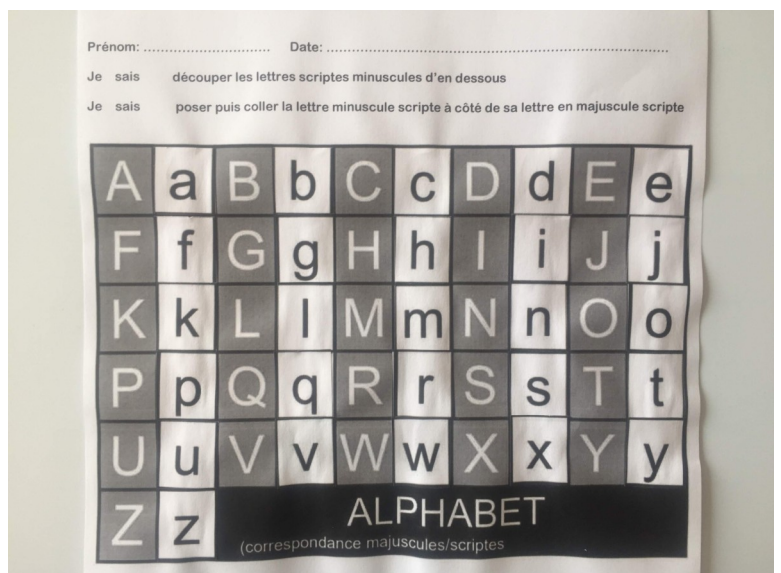 Prénom: .............................. Date: ................................................................................
Je sais découper les lettres scriptes minuscules d'en dessous
Je sais poser puis coller la lettre minuscule scripte à côté de sa lettre en majuscule scripte
A a B b C c D d E e
F f G g H h I i J j
K k L l M m N n O o
P p Q q R r S s T t
U u V v W w X x Y y
Z z ALPHABET
(correspondance majuscules/scriptes